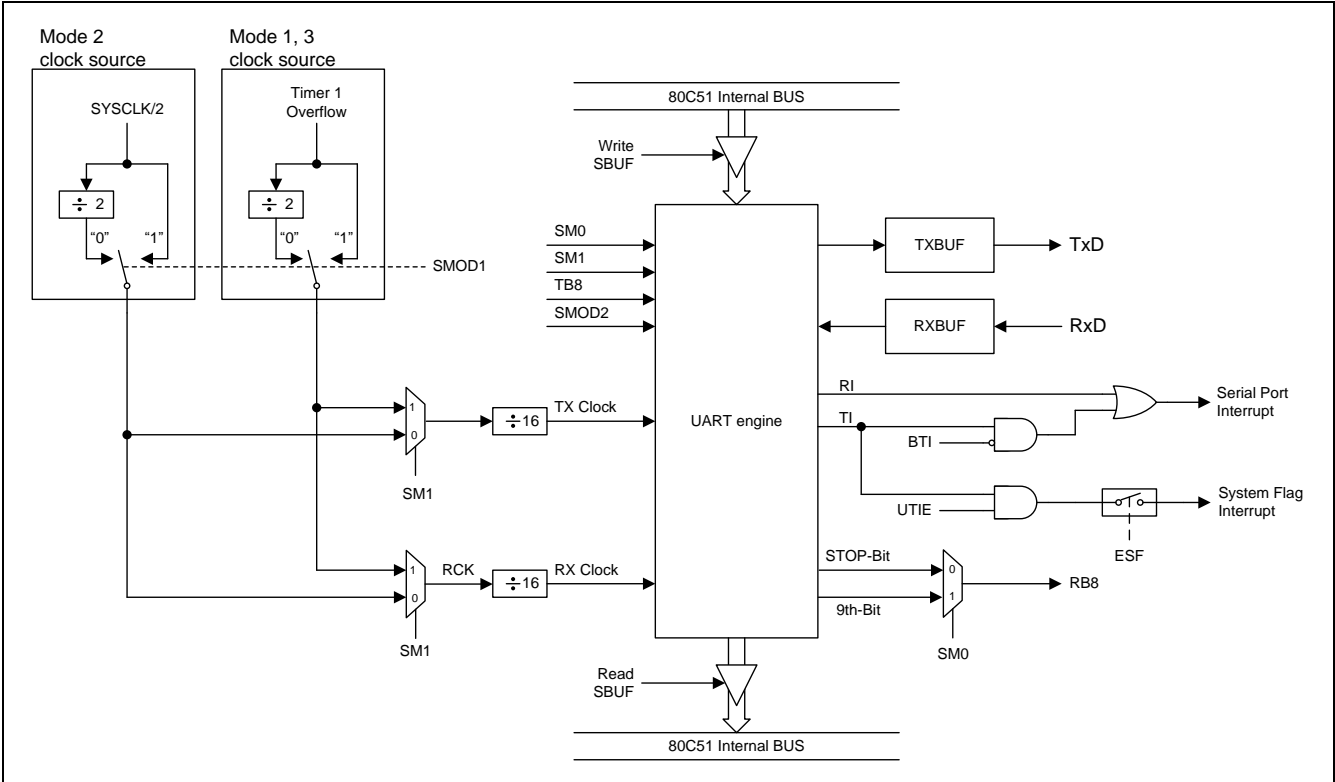 Mode 2
clock source
Mode 1, 3
clock source
SYSCLK/2
Timer 1
Overflow
÷ 2
÷ 2
“0”
“1”
“0”
“1”
SMOD1
80C51 Internal BUS
Write
SBUF
SM0
SM1
TB8
SMOD2
UART engine
TXBUF
TxD
RXBUF
RxD
RI
TI
BTI
Serial Port
Interrupt
UTIE
ESF
System Flag
Interrupt
1
0
SM1
÷16
TX Clock
1
0
SM1
RCK
÷16
RX Clock
STOP-Bit
9th-Bit
0
1
SM0
RB8
Read
SBUF
80C51 Internal BUS